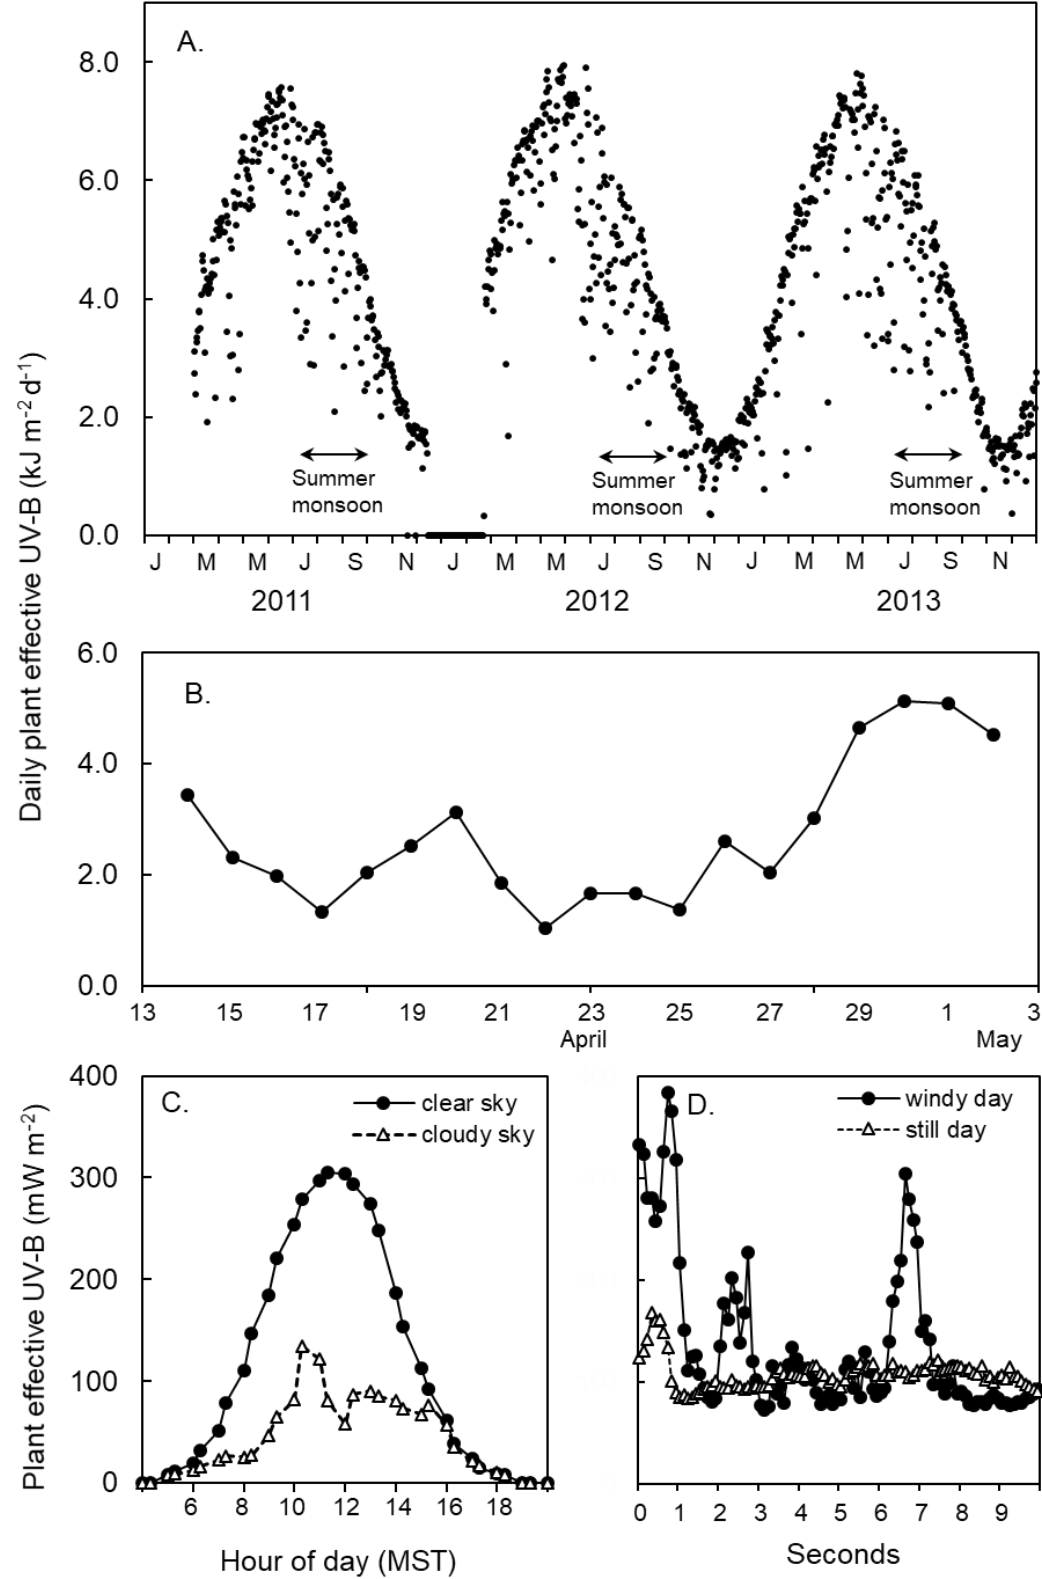 A.
8.0
6.0
4.0
2.0
0.0
Summer
monsoon
Summer
monsoon
Summer
monsoon
J M M J S N J M M J S N J M M J S N
2011 2012 2013
Daily plant effective UV-B (kJ m-2 d-1)
B.
6.0
4.0
2.0
0.0
13 15 17 19 21 23 25 27 29 1 3
April May
C.
clear sky
cloudy sky
400
300
200
100
0
6 8 10 12 14 16 18
Hour of day (MST)
Plant effective UV-B (mW m-2)
D.
windy day
still day
0 1 2 3 4 5 6 7 8 9
Seconds